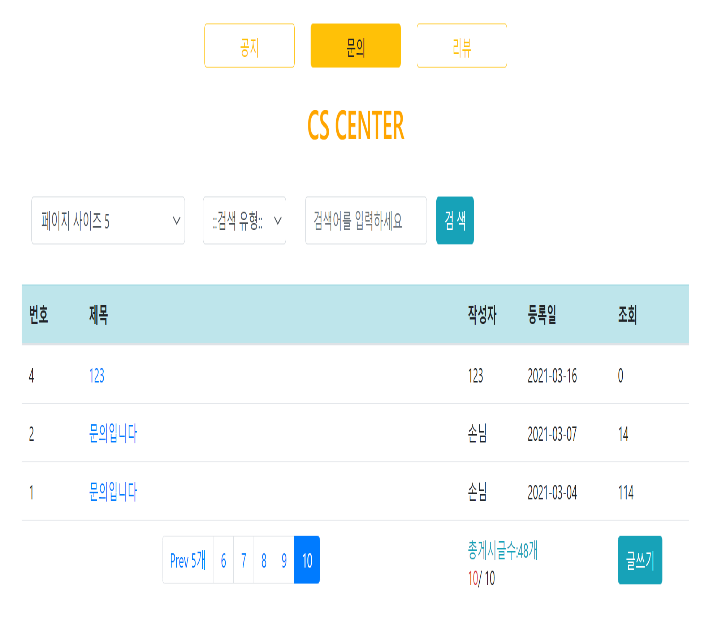 공지 문의 리뷰
CS CENTER
페이지 사이즈 5 ::검색 유형:: 검색어를 입력하세요 검 색
번호 제목 작성자 등록일 조회
4 123 123 2021-03-16 0
2 문의입니다 손님 2021-03-07 14
1 문의입니다 손님 2021-03-04 114
Prev 5개 6 7 8 9 10 총게시글수:48개 글쓰기
10/ 10